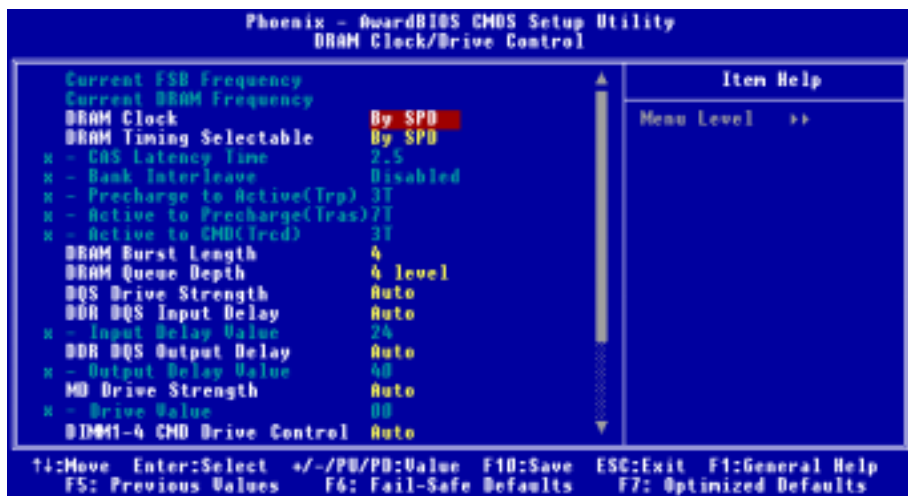 Phoenix - AwardBIOS CMOS Setup Utility
DRAM Clock/Drive Control
Current FSB Frequency
Current DRAM Frequency
DRAM Clock By SPD
DRAM Timing Selectable By SPD
x - CAS Latency Time 2.5
x - Bank Interleave Disabled
x - Precharge to Active(Trp) 3T
x - Active to Precharge(Tras)7T
x - Active to CMD(Trcd) 3T
DRAM Burst Length 4
DRAM Queue Depth 4 level
DQS Drive Strength Auto
DDR DQS Input Delay Auto
x - Input Delay Value 24
DDR DQS Output Delay Auto
x - Output Delay Value 40
MD Drive Strength Auto
x - Drive Value 00
DIMM1-4 CMD Drive Control Auto
Item Help
Menu Level ▸▸
↑↓:Move Enter:Select +/-/PU/PD:Value F10:Save ESC:Exit F1:General Help
F5: Previous Values F6: Fail-Safe Defaults F7: Optimized Defaults